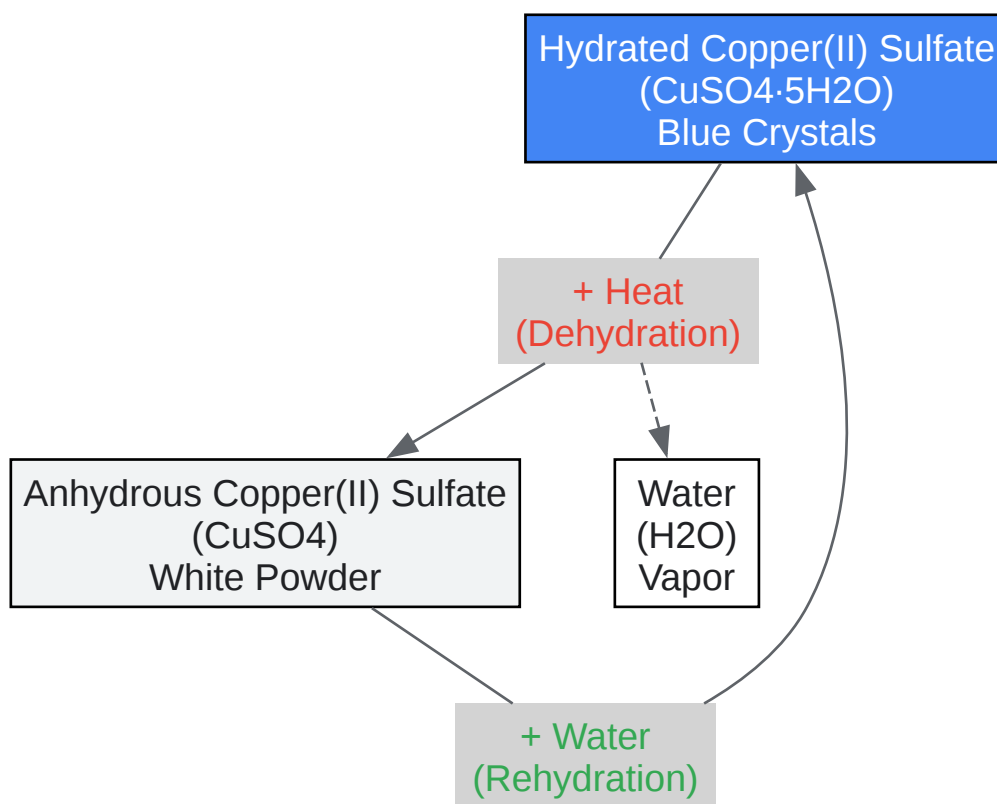 Hydrated Copper(II) Sulfate
(CuSO4·5H2O)
Blue Crystals
+ Heat
(Dehydration)
Anhydrous Copper(II) Sulfate
(CuSO4)
White Powder
Water
(H2O)
Vapor
+ Water
(Rehydration)